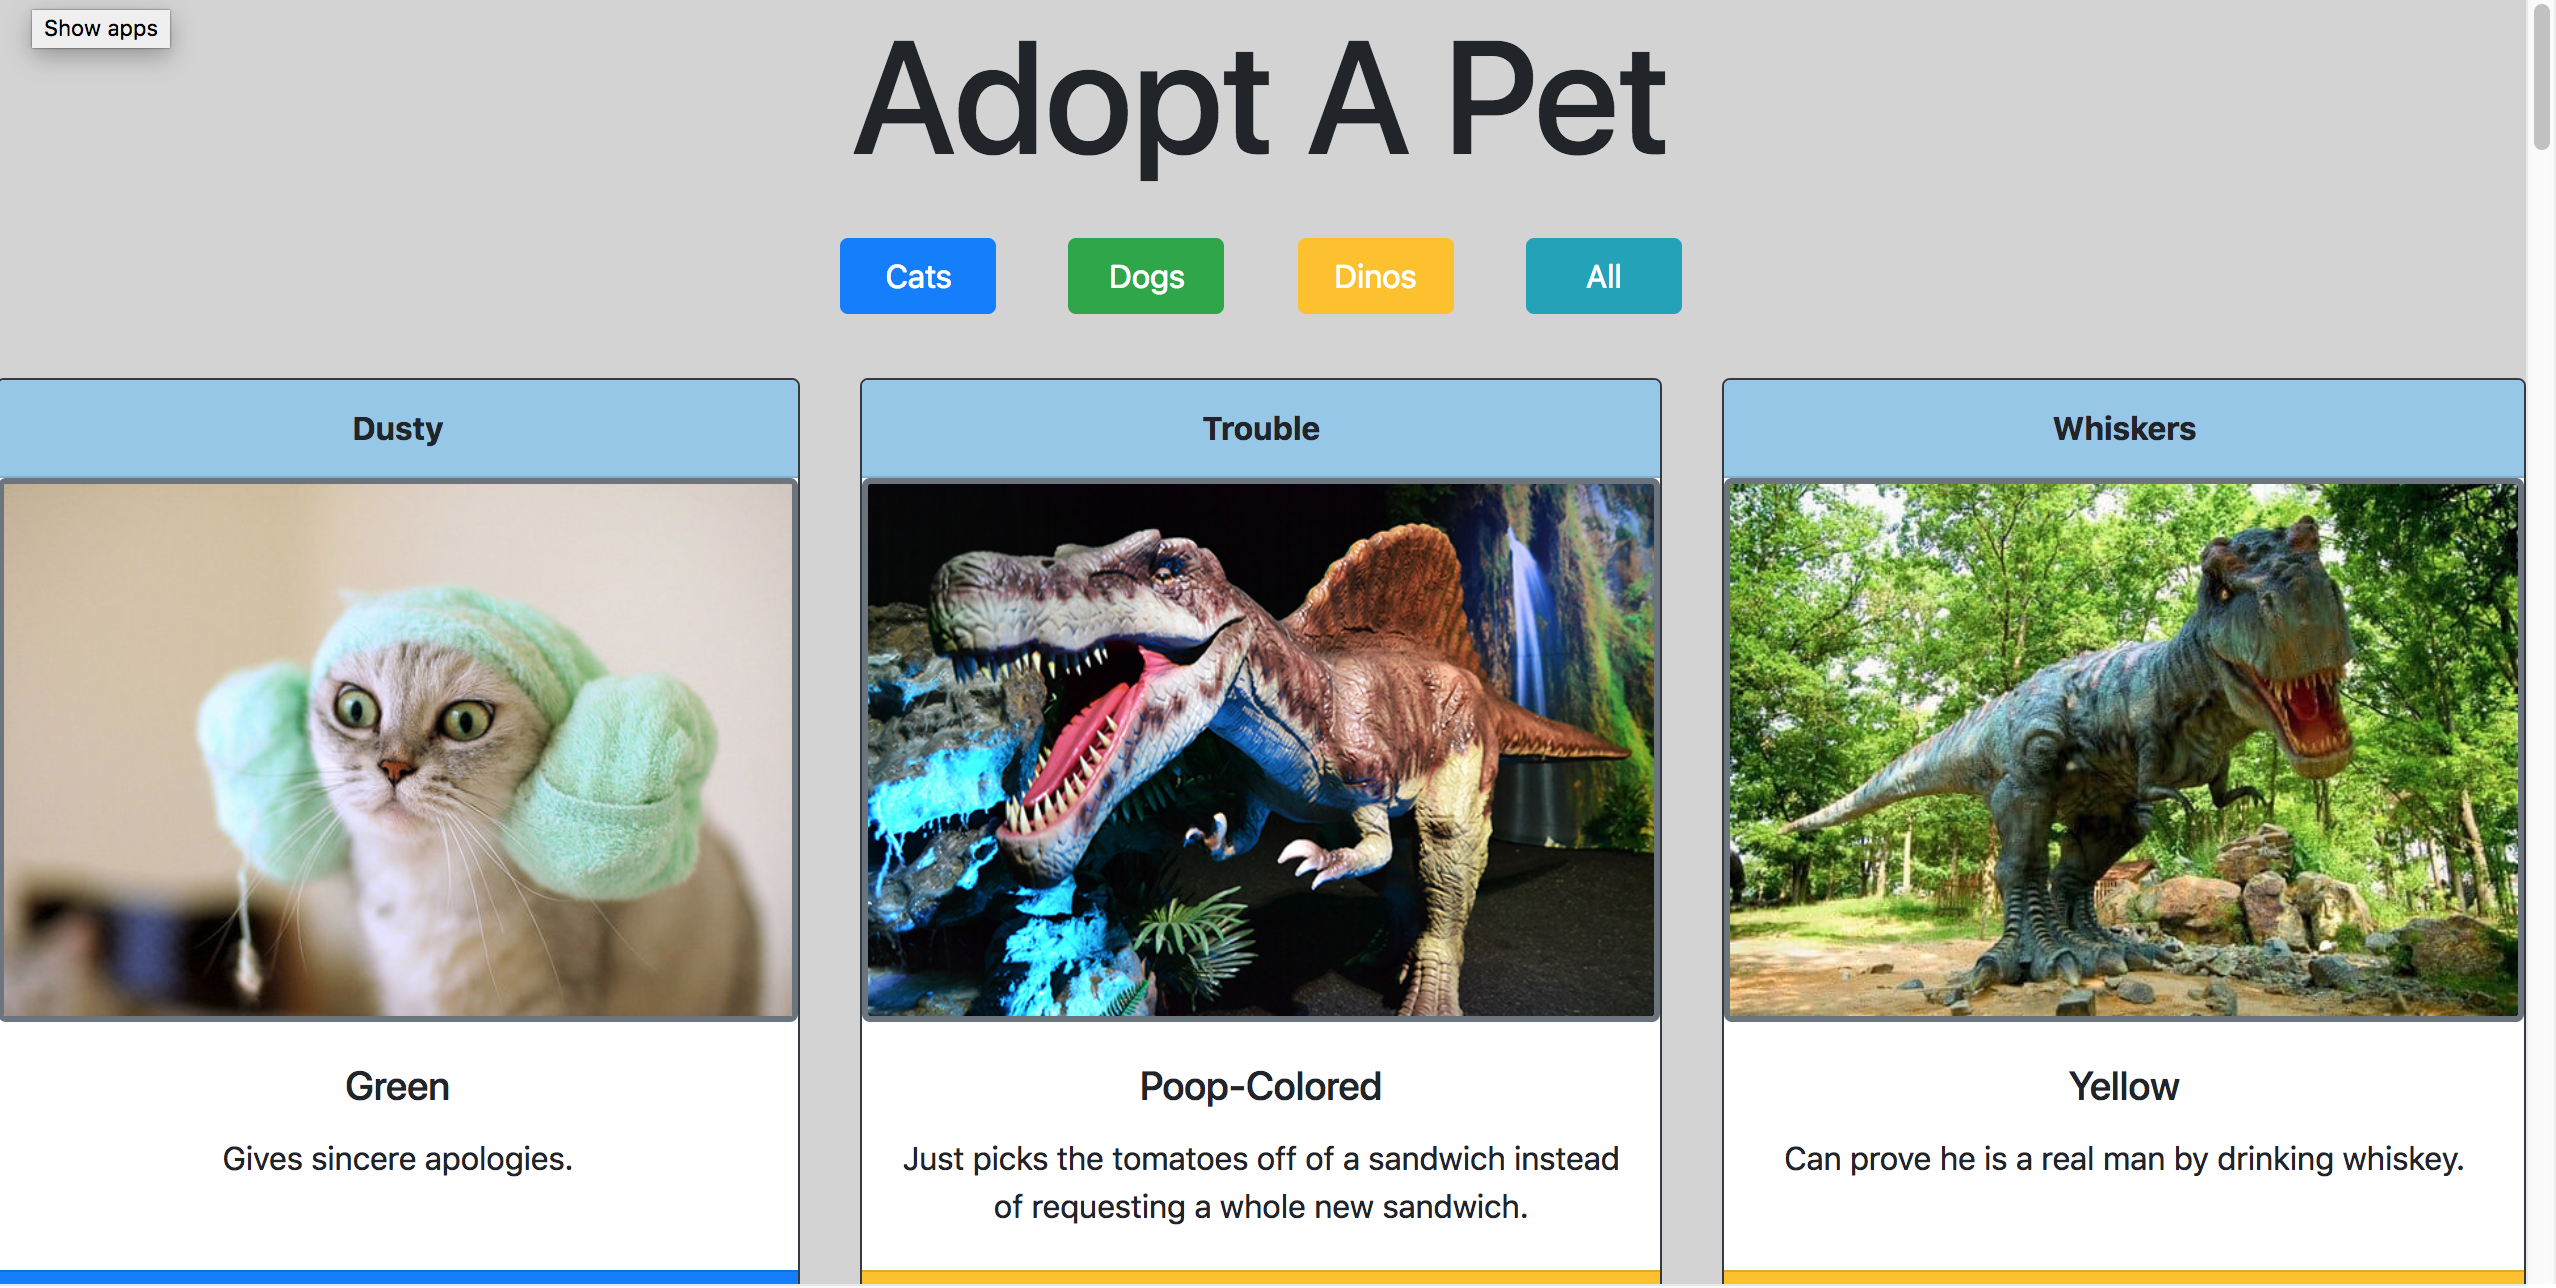 Show apps
Adopt A Pet
Cats
Dogs
Dinos
All
Dusty
Green
Gives sincere apologies.
Trouble
Poop-Colored
Just picks the tomatoes off of a sandwich instead
of requesting a whole new sandwich.
Whiskers
Yellow
Can prove he is a real man by drinking whiskey.